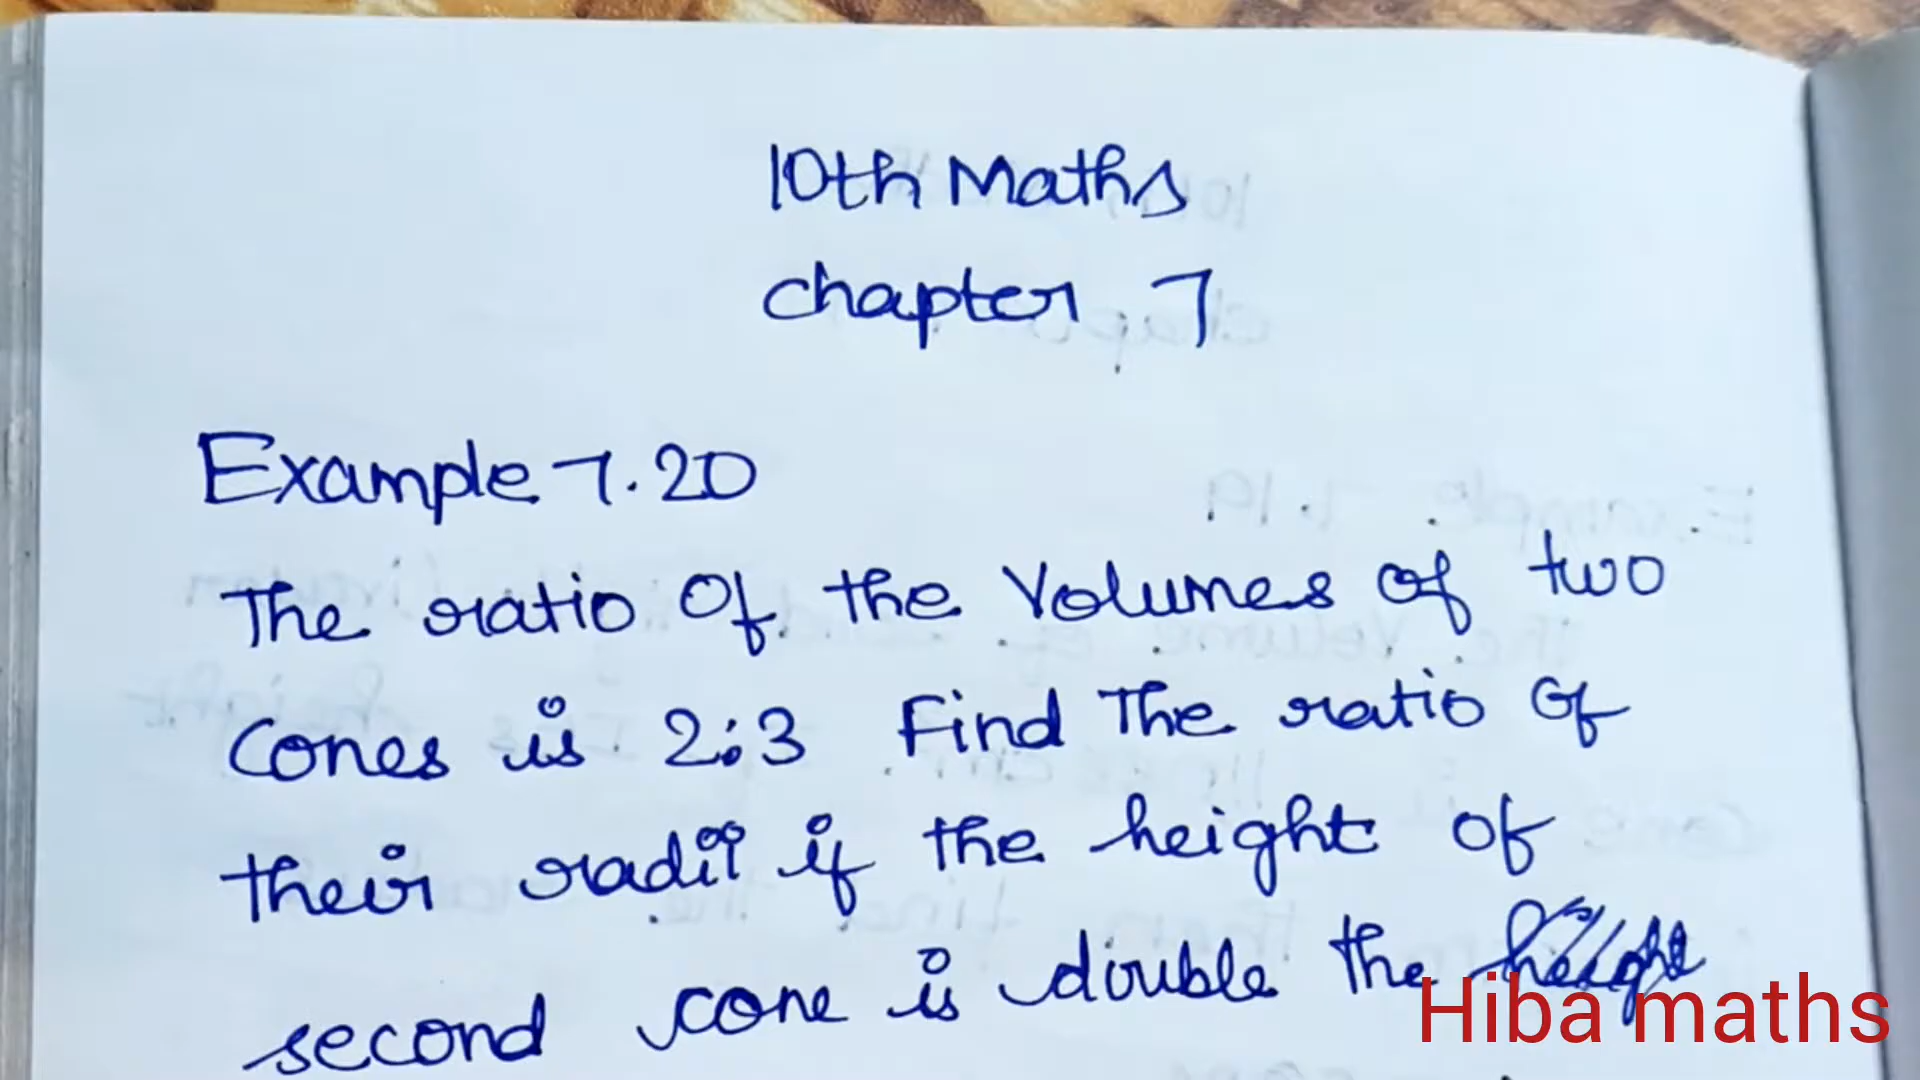 10th Maths
chapter 7
Example 7.20
The ratio of the Volumes of two
Cones is 2:3 Find The ratio of
their radii if the height of
second cone is double the height
Hiba maths